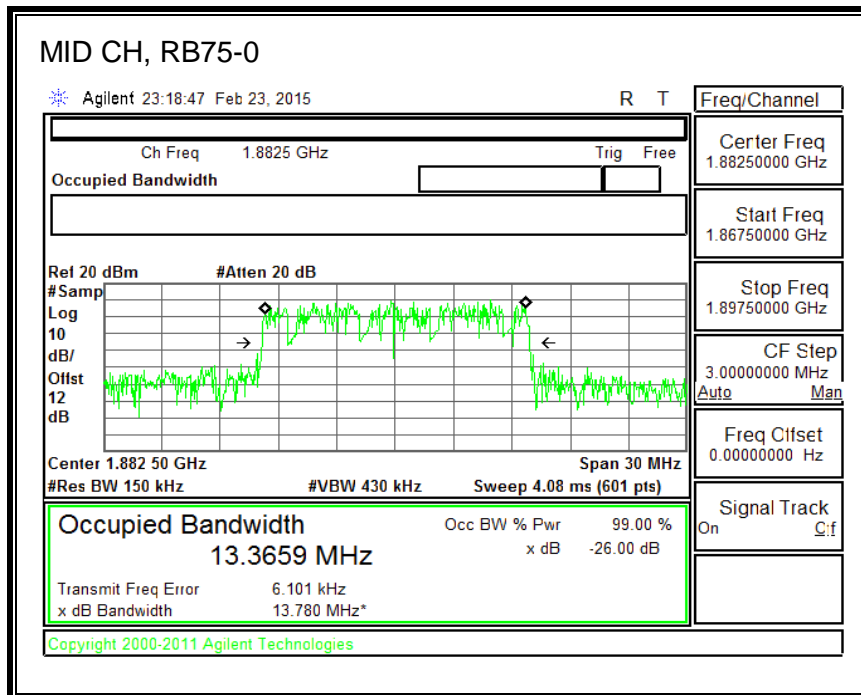 MID CH, RB75-0
Agilent 23:18:47 Feb 23, 2015 R T
Freq/Channel
Ch Freq 1.8825 GHz Trig Free
Occupied Bandwidth
Center Freq
1.88250000 GHz
Start Freq
1.86750000 GHz
Stop Freq
1.89750000 GHz
CF Step
3.00000000 MHz
Auto Man
Freq Offset
0.00000000 Hz
Signal Track
On Off
Ref 20 dBm #Atten 20 dB
#Samp
Log
10
dB/
Offst
12
dB
Center 1.882 50 GHz Span 30 MHz
#Res BW 150 kHz #VBW 430 kHz Sweep 4.08 ms (601 pts)
Occupied Bandwidth
13.3659 MHz
Occ BW % Pwr 99.00 %
x dB -26.00 dB
Transmit Freq Error 6.101 kHz
x dB Bandwidth 13.780 MHz*
Copyright 2000-2011 Agilent Technologies